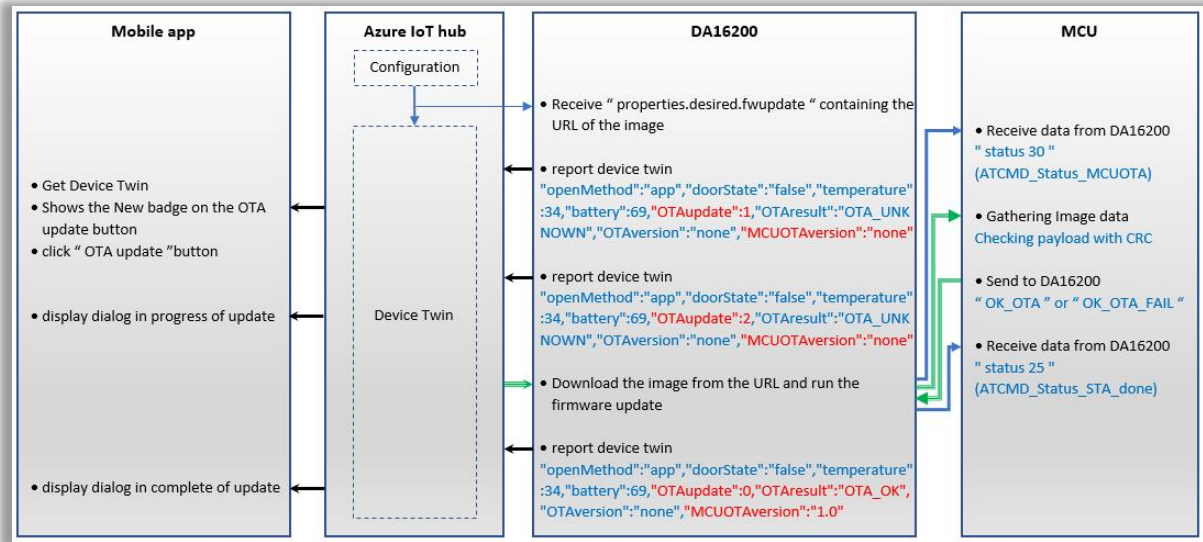 Mobile app
• Get Device Twin
• Shows the New badge on the OTA
update button
• click “ OTA update ”button
• display dialog in progress of update
• display dialog in complete of update
Azure IoT hub
Configuration
Device Twin
DA16200
• Receive “ properties.desired.fwupdate “ containing the
URL of the image
• report device twin
"openMethod":"app","doorState":"false","temperature"
:34,"battery":69,"OTAupdate":1,"OTAresult":"OTA_UNK
NOWN","OTAversion":"none","MCUOTAversion":"none"
• report device twin
"openMethod":"app","doorState":"false","temperature"
:34,"battery":69,"OTAupdate":2,"OTAresult":"OTA_UNK
NOWN","OTAversion":"none","MCUOTAversion":"none"
• Download the image from the URL and run the
firmware update
• report device twin
"openMethod":"app","doorState":"false","temperature"
:34,"battery":69,"OTAupdate":0,"OTAresult":"OTA_OK",
"OTAversion":"none","MCUOTAversion":"1.0"
MCU
• Receive data from DA16200
" status 30 "
(ATCMD_Status_MCUOTA)
• Gathering Image data
Checking payload with CRC
• Send to DA16200
“ OK_OTA ” or “ OK_OTA_FAIL “
• Receive data from DA16200
" status 25 "
(ATCMD_Status_STA_done)